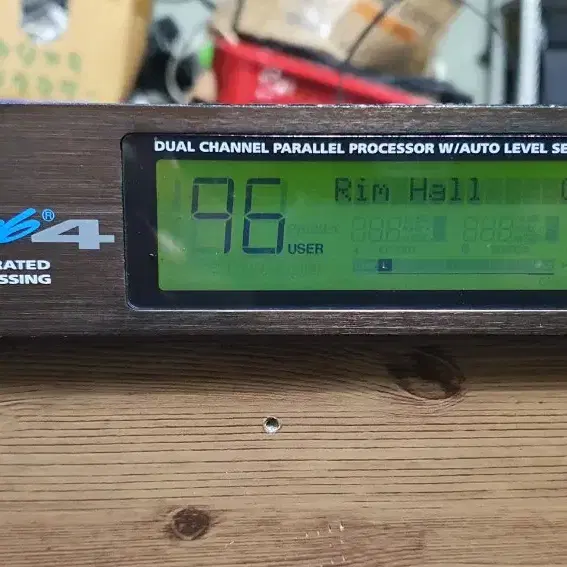 DUAL CHANNEL PARALLEL PROCESSOR W/AUTO LEVEL SE
96
Rim Hall
USER
®4
RATED
SSING